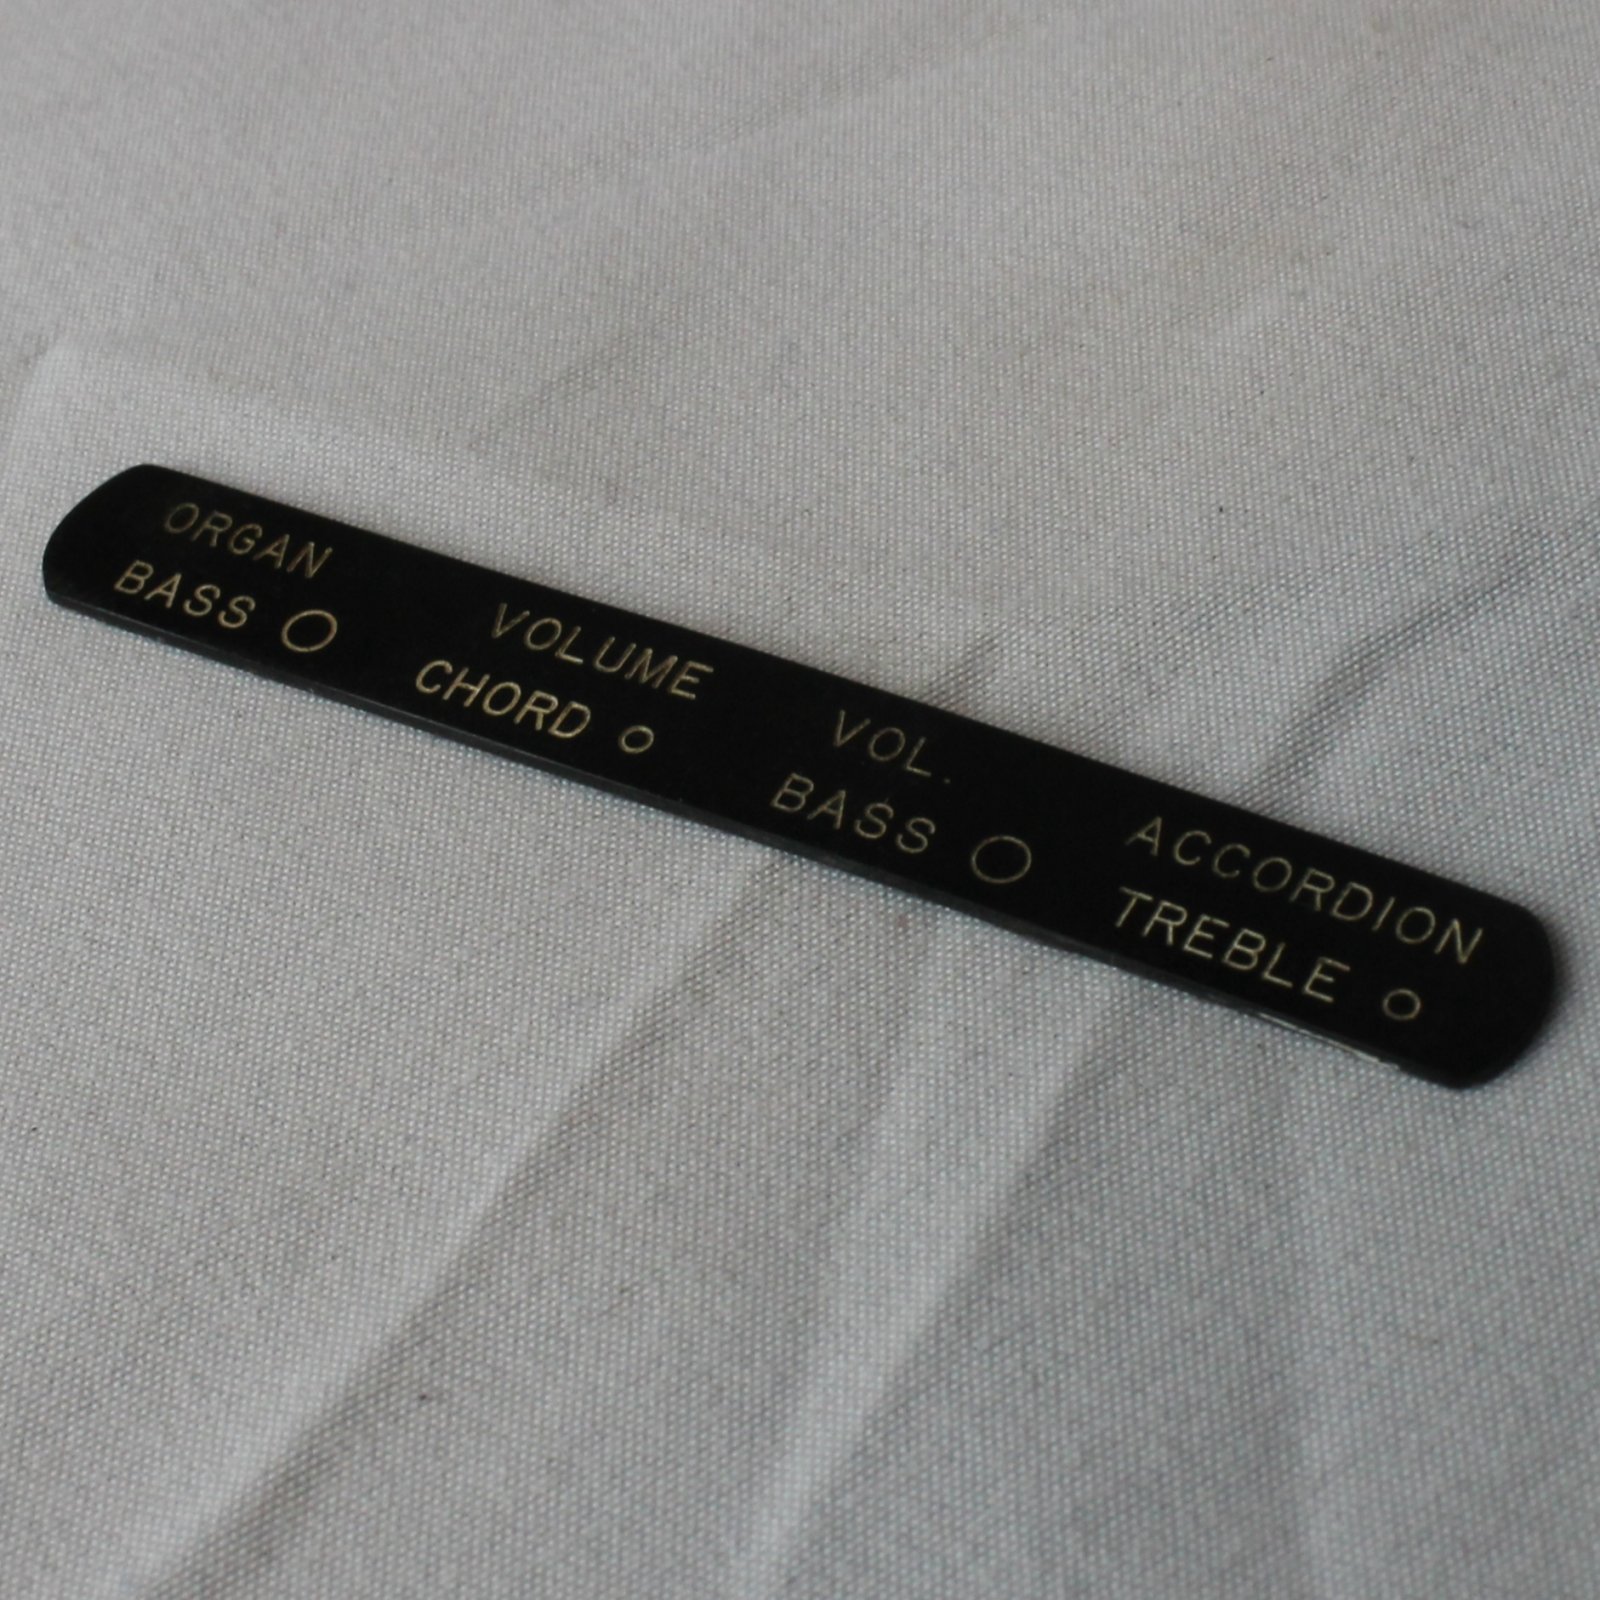 ORGAN VOLUME VOL. ACCORDION
BASS CHORD BASS TREBLE